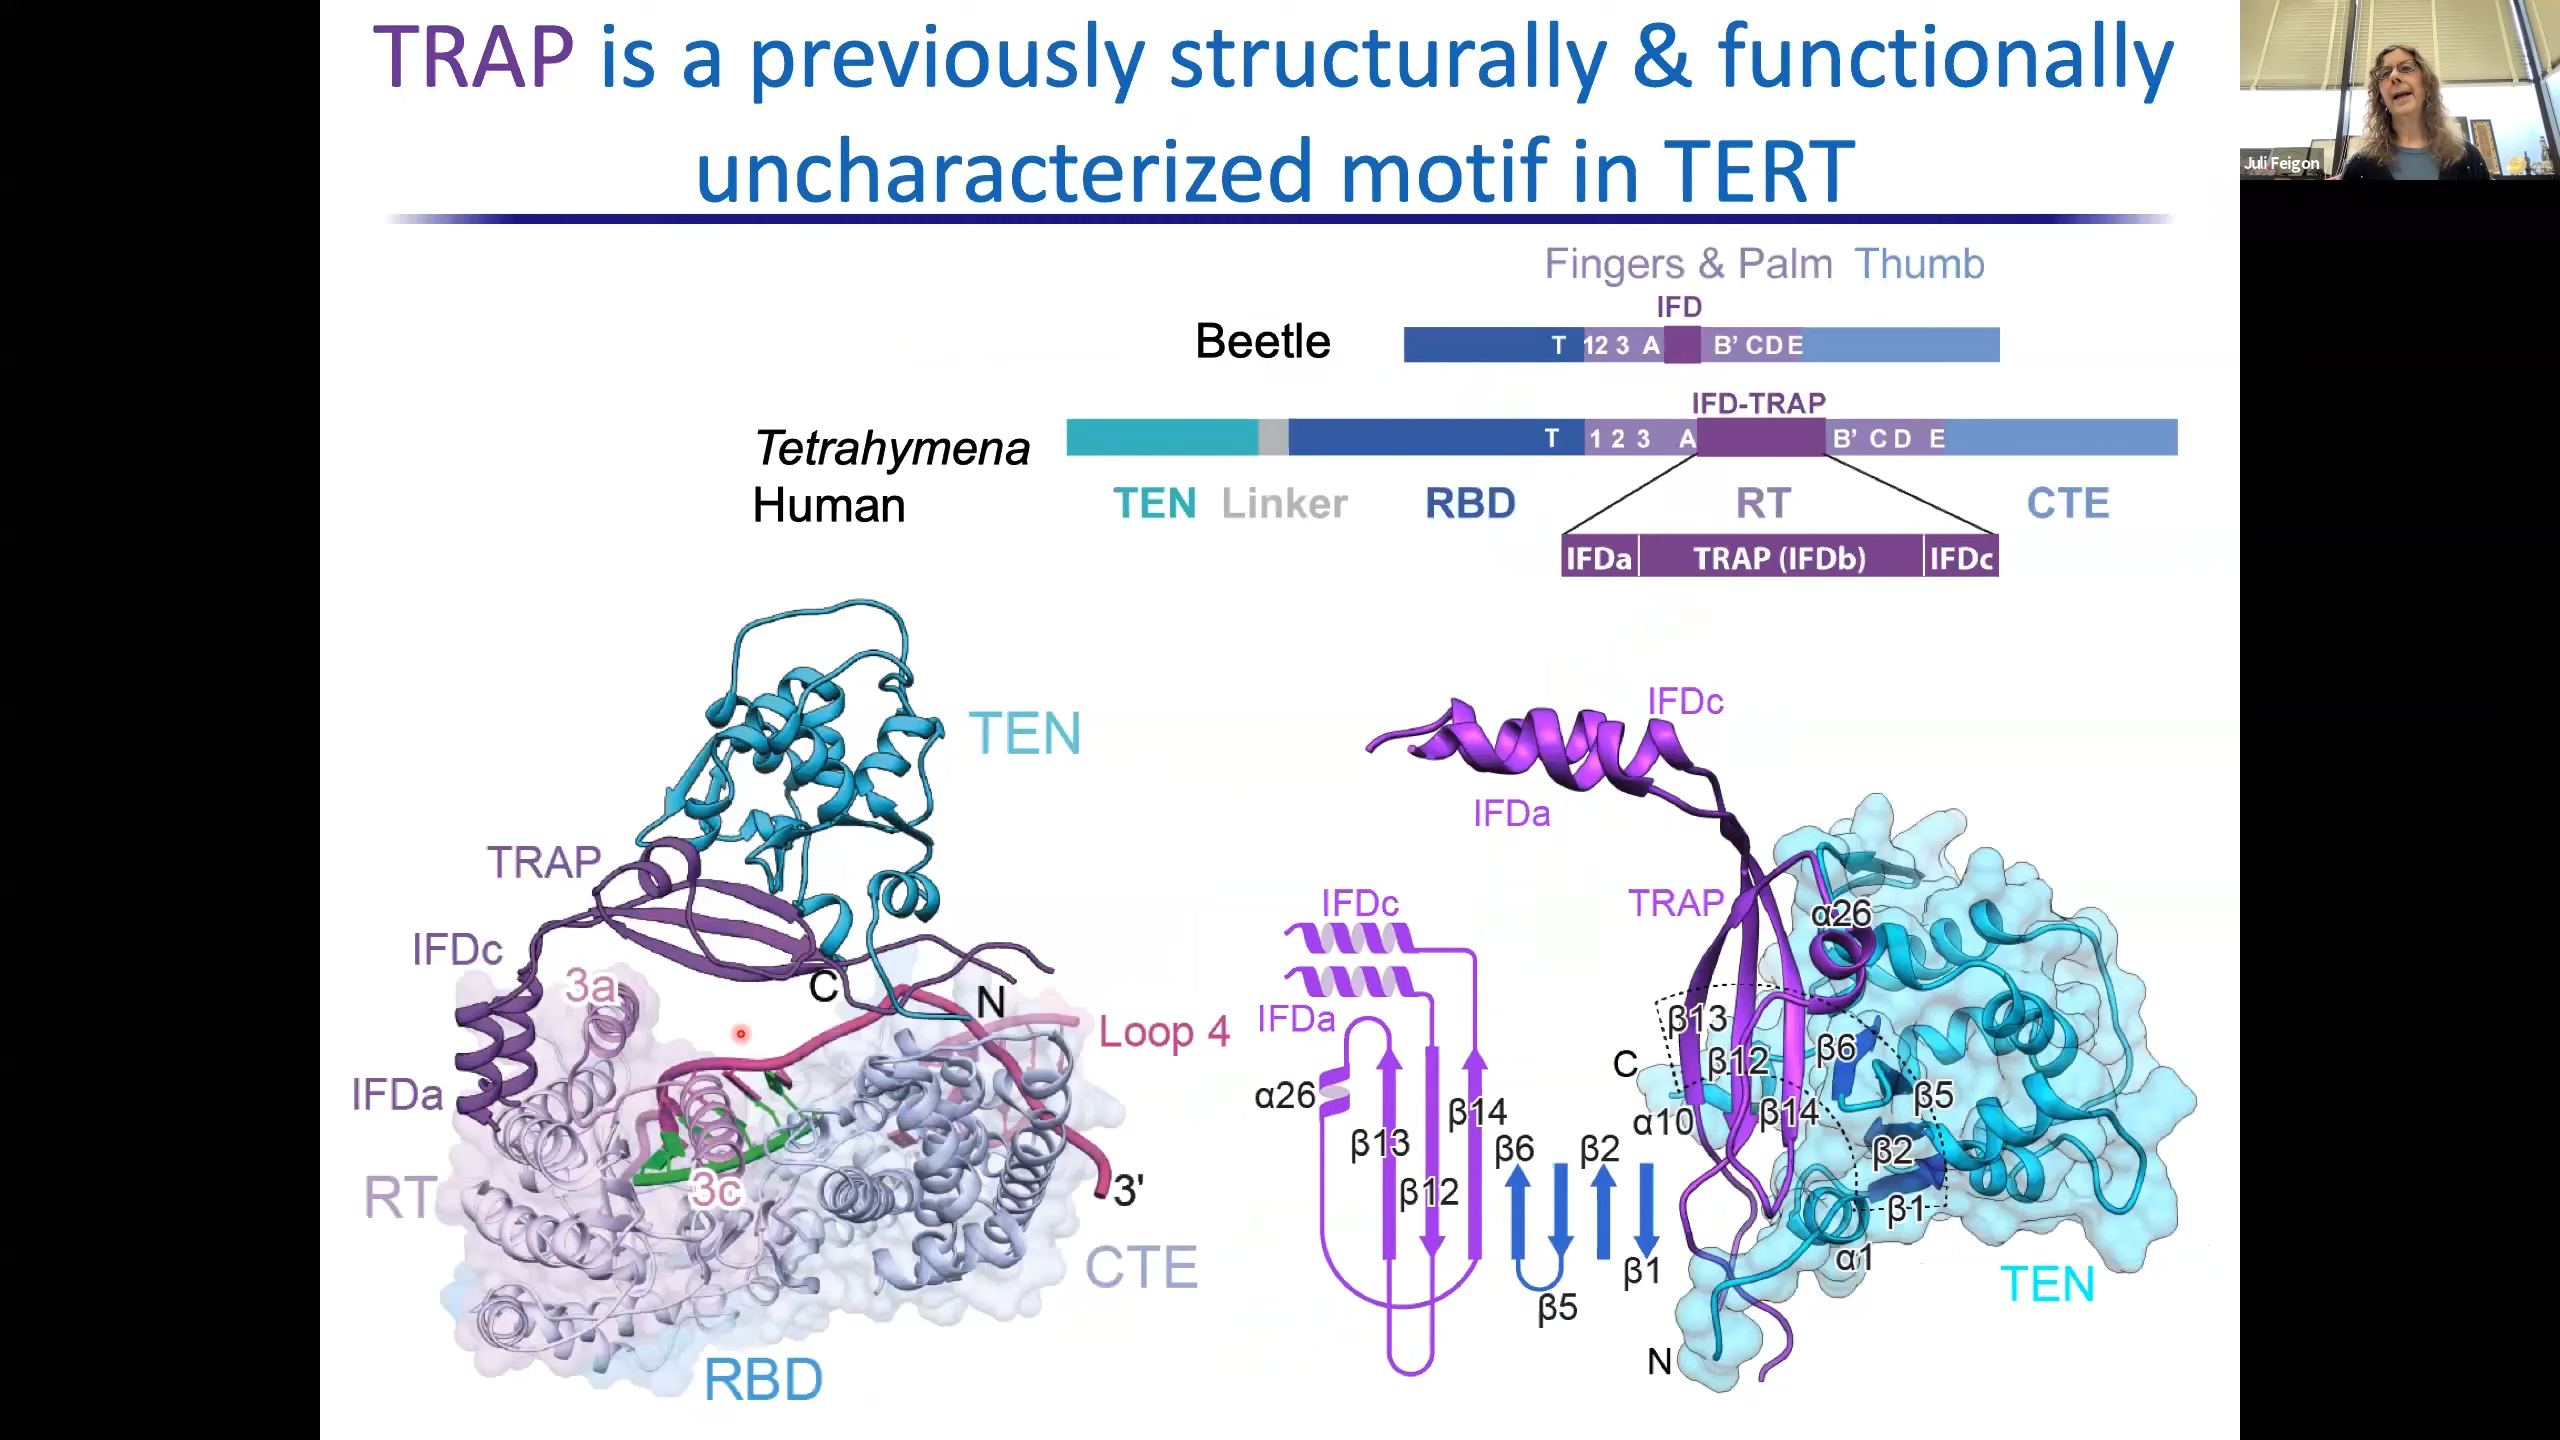 TRAP is a previously structurally & functionally
uncharacterized motif in TERT
Juli Feigon
Fingers & Palm Thumb
IFD
Beetle
T 12 3 A B’ C D E
IFD-TRAP
Tetrahymena
T 1 2 3 A B’ C D E
Human
TEN Linker RBD RT CTE
IFDa TRAP (IFDb) IFDc
TEN
TRAP
IFDc
3a
C
N
Loop 4
IFDa
3c
3'
RT
CTE
RBD
IFDc
IFDa
α26
β13
β12
β14
β6
β5
β2
β1
IFDc
IFDa
TRAP
α26
β13
β12
β6
C
β5
α10
β14
β2
β1
α1
TEN
N